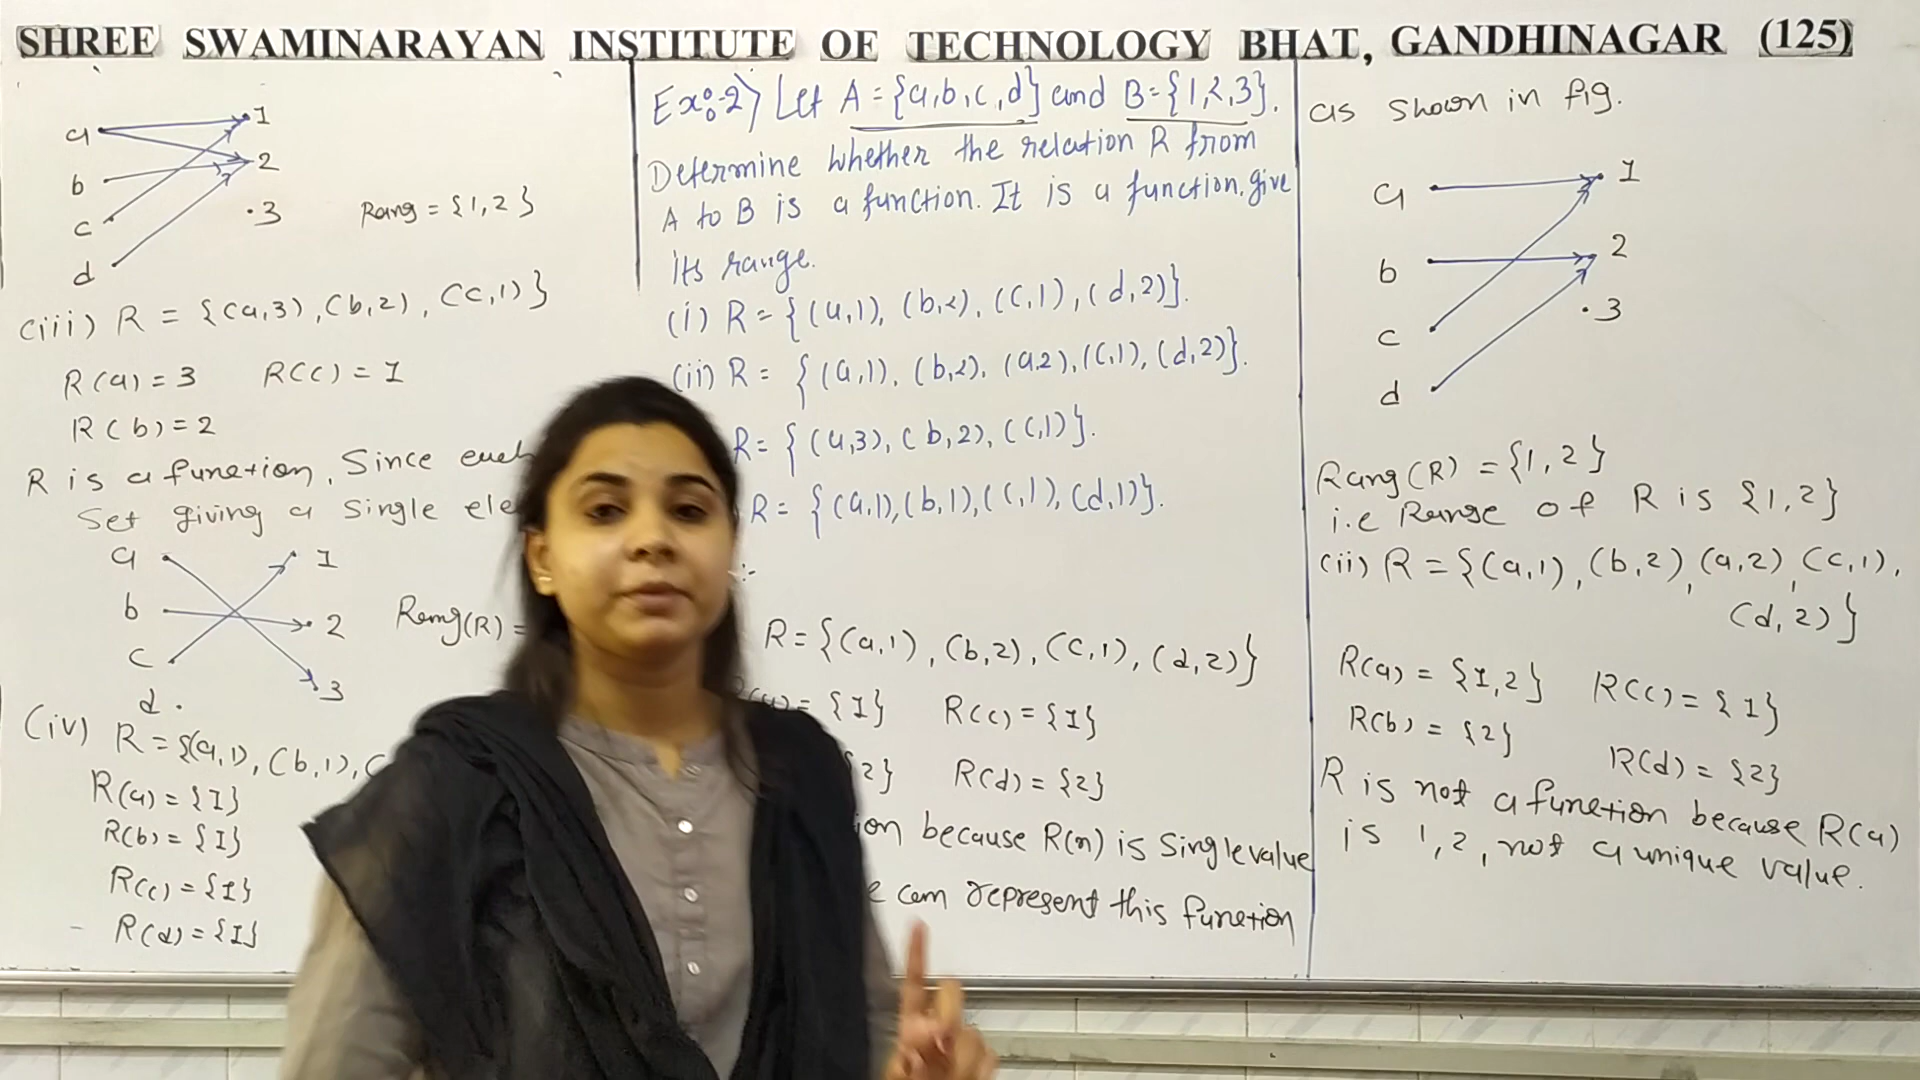 SHREE SWAMINARAYAN INSTITUTE OF TECHNOLOGY BHAT, GANDHINAGAR (125)
a
b
c
d
1
2
3
Rang = {1,2}
(iii) R = {(a,3), (b,2), (c,1)}
R(a) = 3 R(c) = 1
R(b) = 2
R is a function, Since each
Set giving a single
a
b
c
d
1
2
3
Rang(R) =
(iv) R = {(a,1), (b,1),
R(a) = {1}
R(b) = {1}
R(c) = {1}
R(d) = {1}
Ex:-2) Let A = {a,b,c,d} and B = {1,2,3}.
Determine whether the relation R from
A to B is a function. It is a function, give
its range.
(i) R = {(a,1), (b,2), (c,1), (d,2)}.
(ii) R = {(a,1), (b,2), (a,2), (c,1), (d,2)}.
R = {(a,3), (b,2), (c,1)}.
R = {(a,1), (b,1), (c,1), (d,1)}.
R = {(a,1), (b,2), (c,1), (d,2)}
= {1} R(c) = {1}
2} R(d) = {2}
because R(n) is Single value
can represent this function
as shown in fig.
a
b
c
d
1
2
3
Rang(R) = {1,2}
i.e Range of R is {1,2}
(ii) R = {(a,1), (b,2), (a,2), (c,1),
(d,2)}
R(a) = {1,2} R(c) = {1}
R(b) = {2} R(d) = {2}
R is not a function because R(a)
is 1,2, not a unique value.